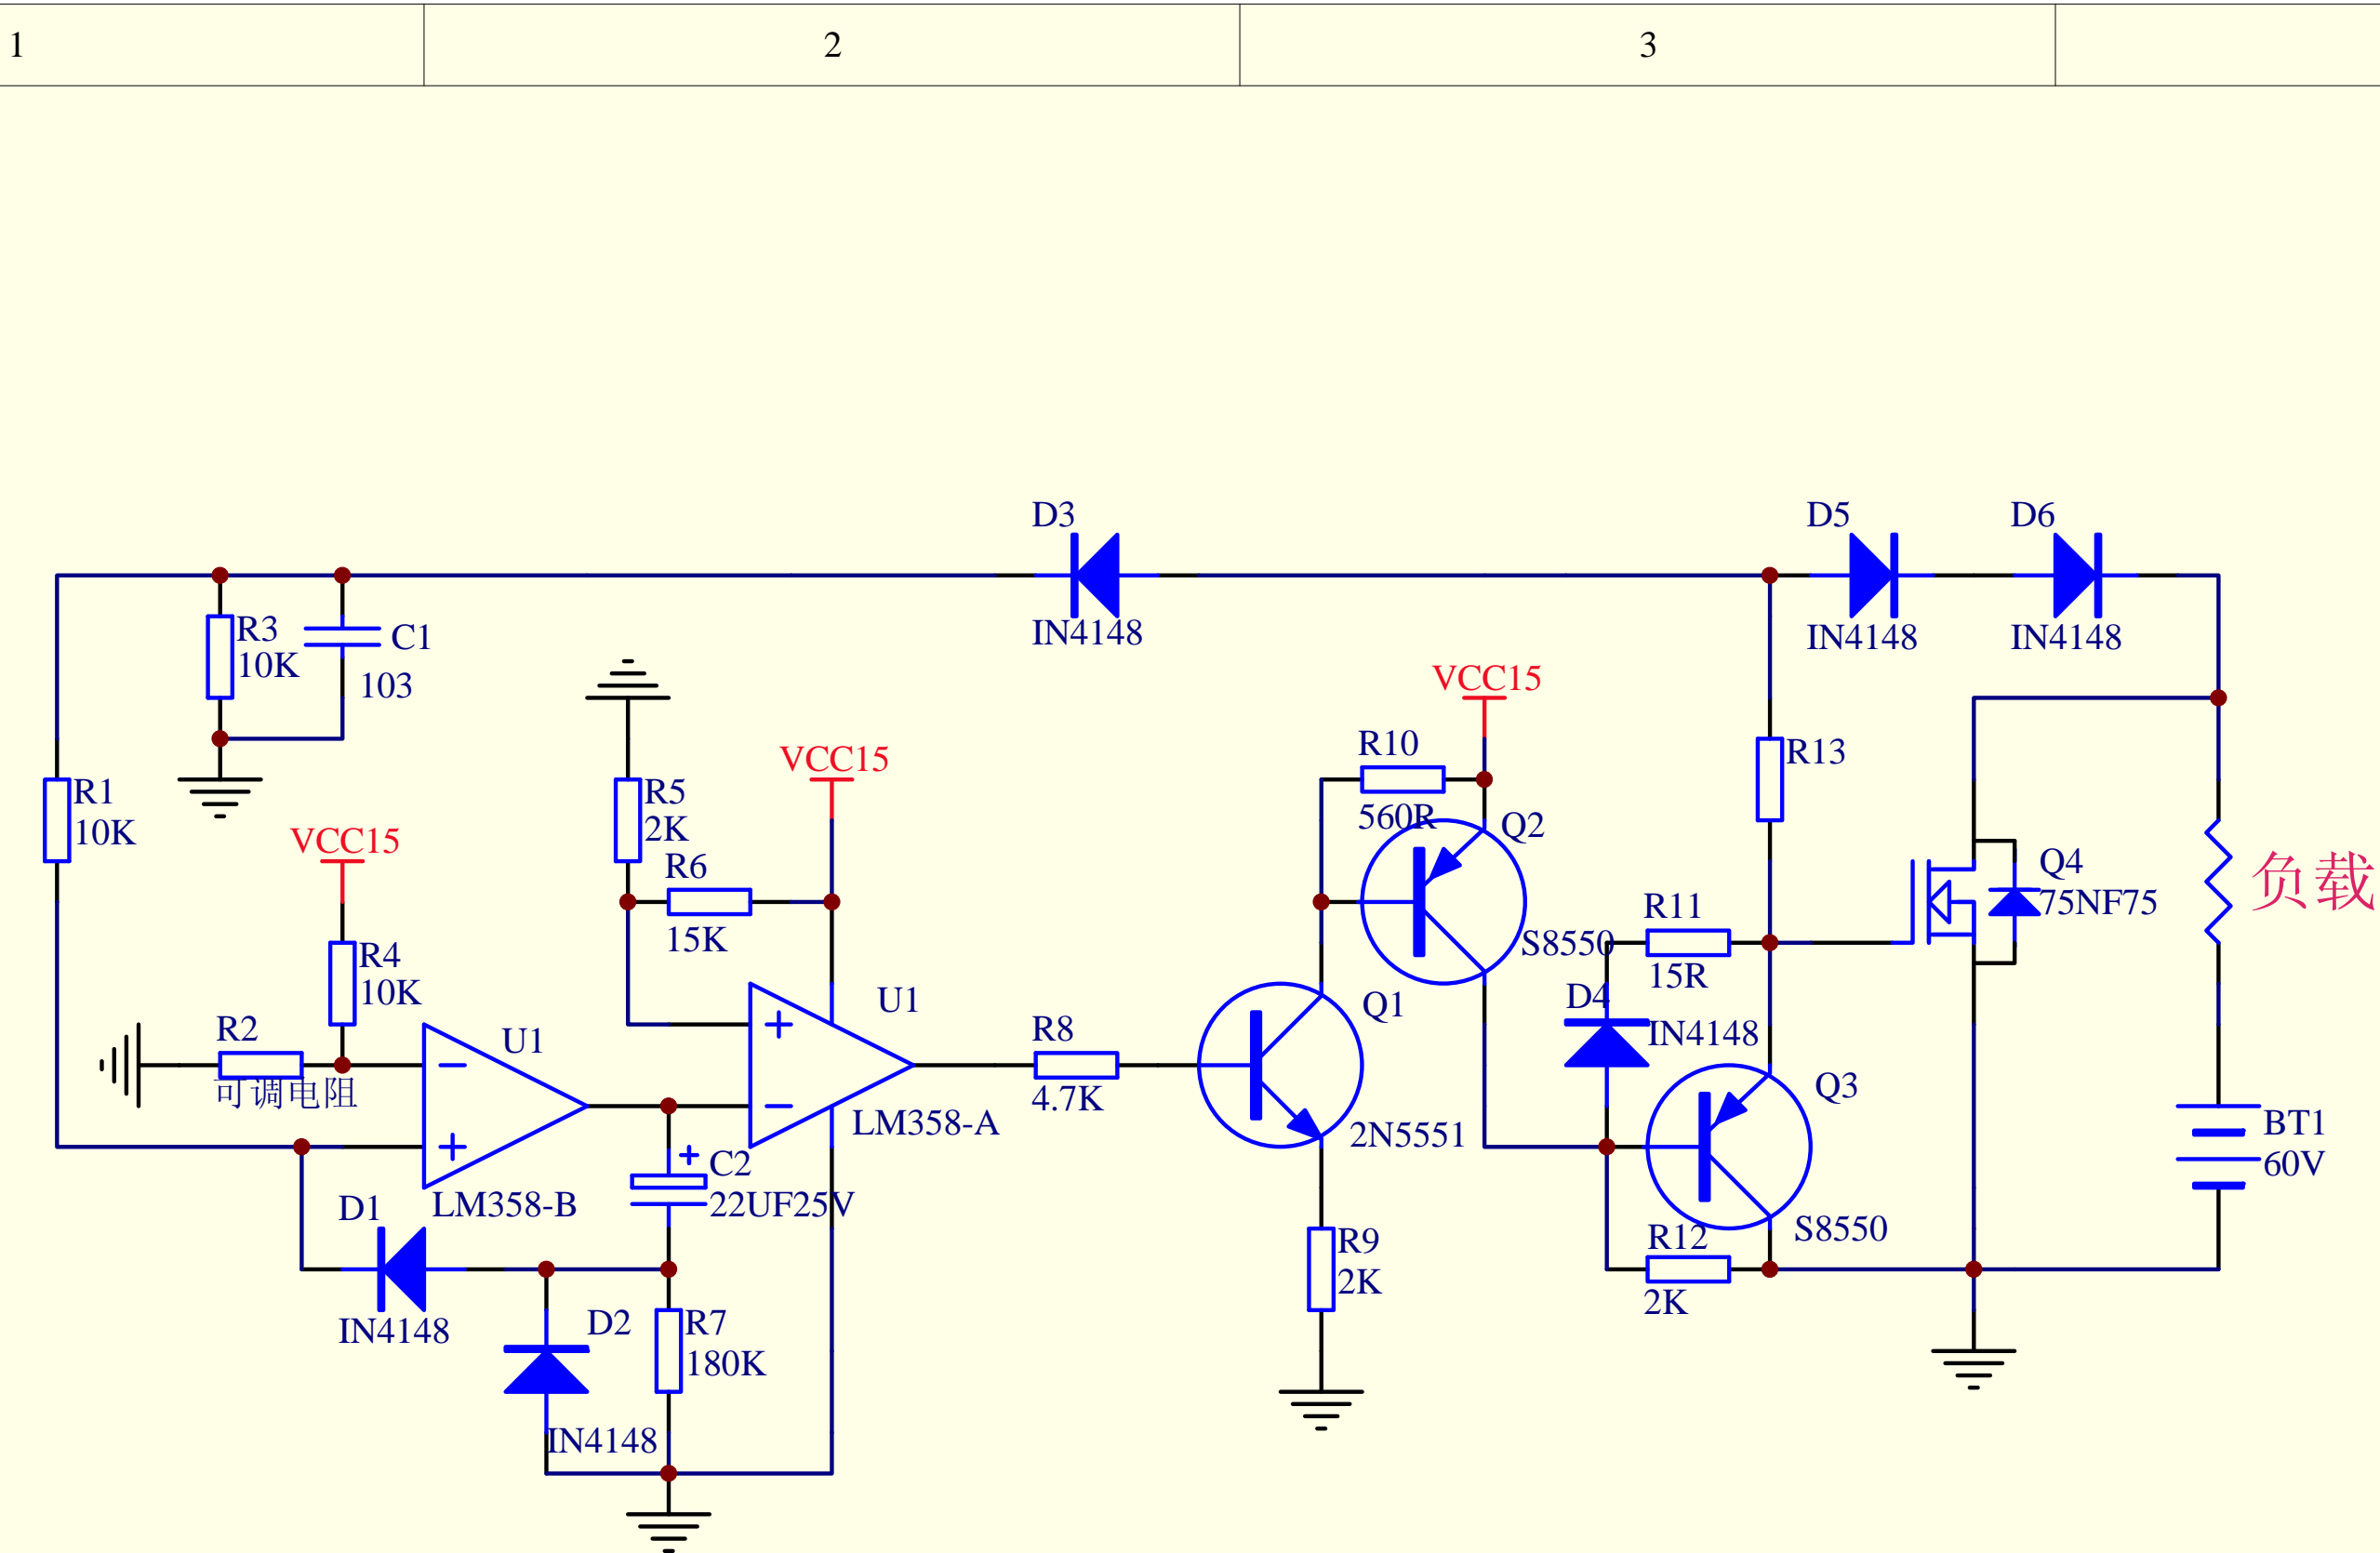 1
2
3
D3
D5
D6
IN4148
IN4148
IN4148
R3
10K
C1
103
VCC15
R10
560R
Q2
S8550
R13
VCC15
R1
10K
R5
2K
R6
15K
VCC15
R4
10K
Q4
75NF75
负载
R11
15R
D4
IN4148
R2
可调电阻
U1
LM358-B
U1
LM358-A
R8
4.7K
Q1
2N5551
Q3
S8550
BT1
60V
C2
22UF25V
D1
IN4148
D2
IN4148
R7
180K
R9
2K
R12
2K